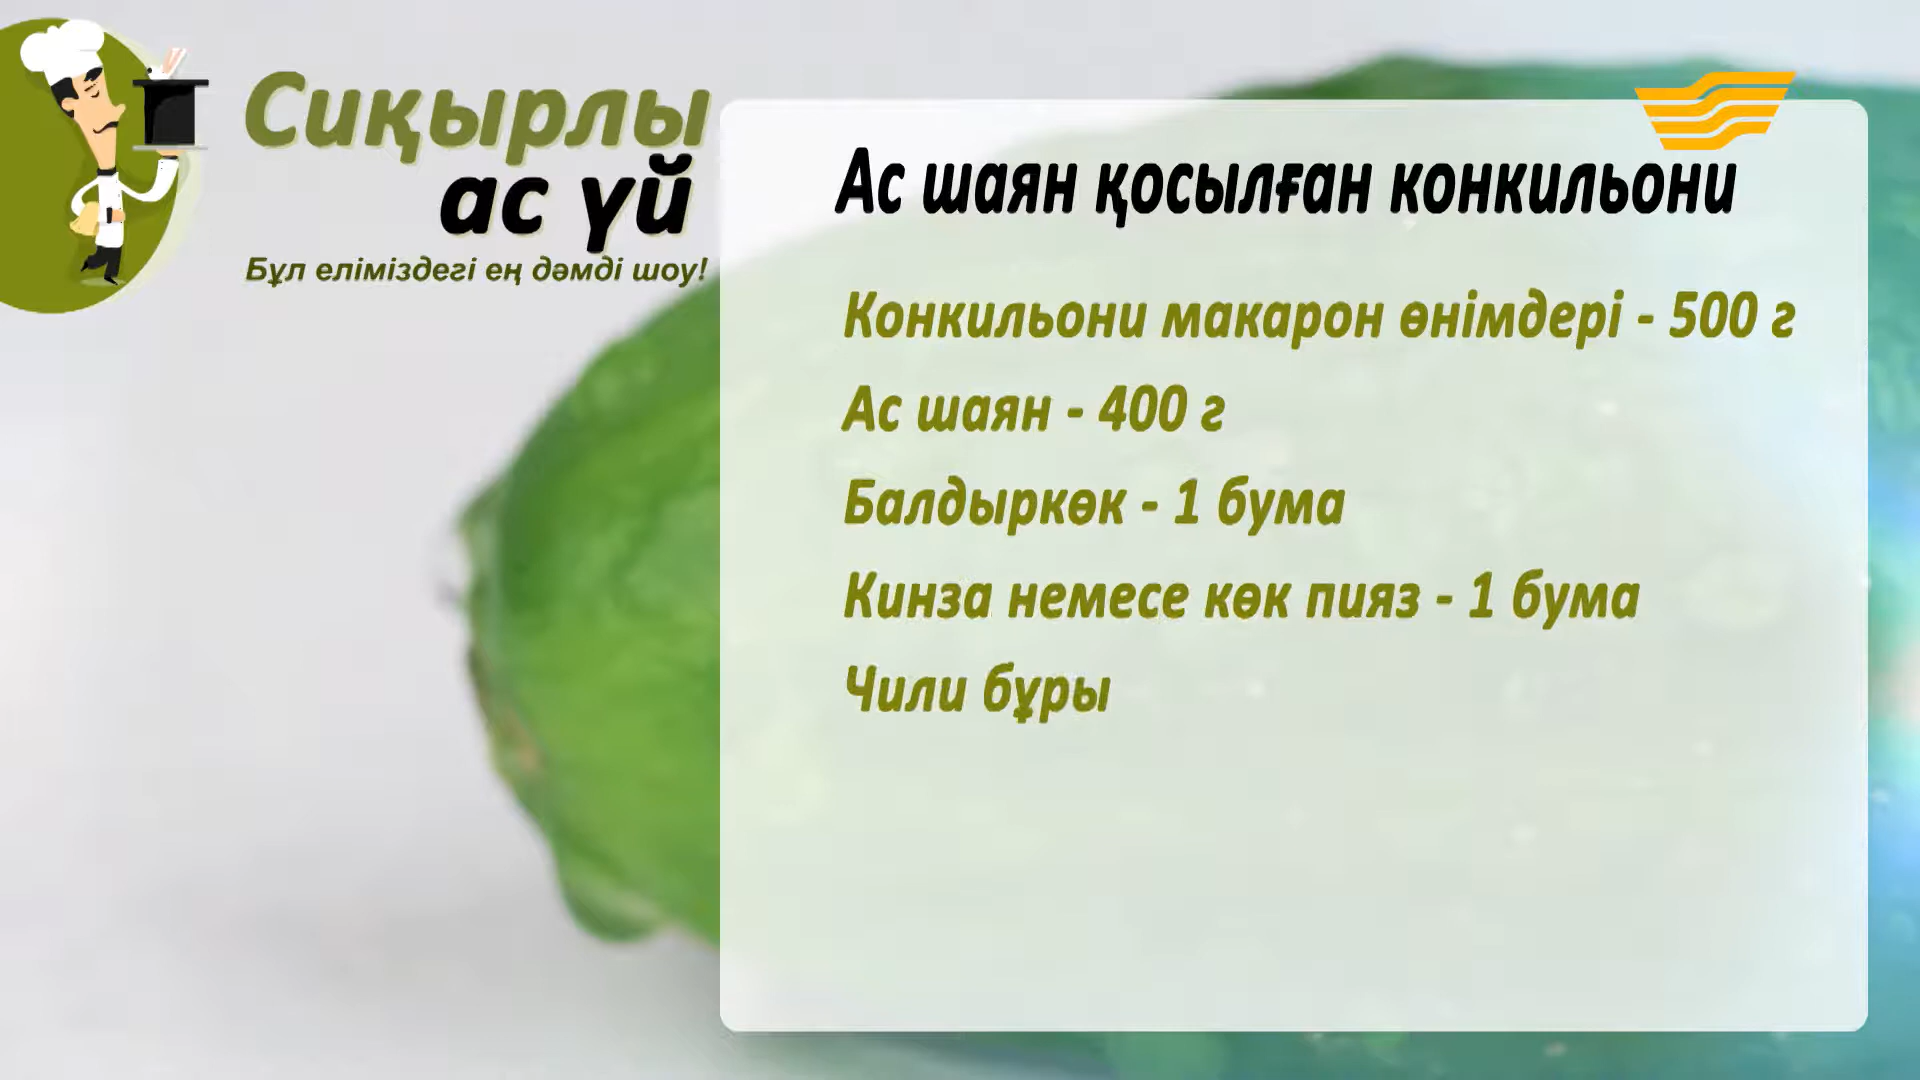 Сиқырлы
ас үй
Бұл еліміздегі ең дәмді шоу!
Ас шаян қосылған конкильони
Конкильони макарон өнімдері - 500 г
Ас шаян - 400 г
Балдыркөк - 1 бума
Кинза немесе көк пияз - 1 бума
Чили бұры